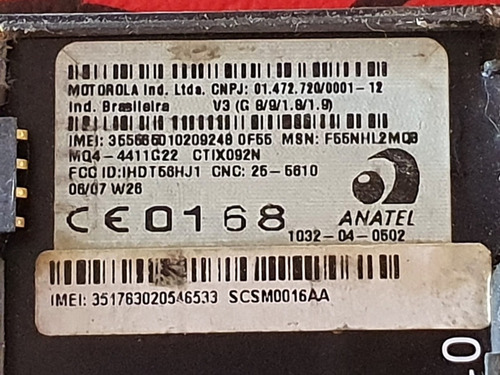 MOTOROLA Ind. Ltda. CNPJ: 01.472.720/0001-12
Ind. Brasileira V3 (G 8/9/1.8/1.9)
IMEI: 355666010209248 0F55 MSN: F55NHL2MQ3
MQ4-4411G22 CTIX092N
FCC ID:IHDT56HJ1 CNC: 25-5610
06/07 W26
CE0168
ANATEL
1032-04-0502
IMEI: 351763020546533 SCSM0016AA
O